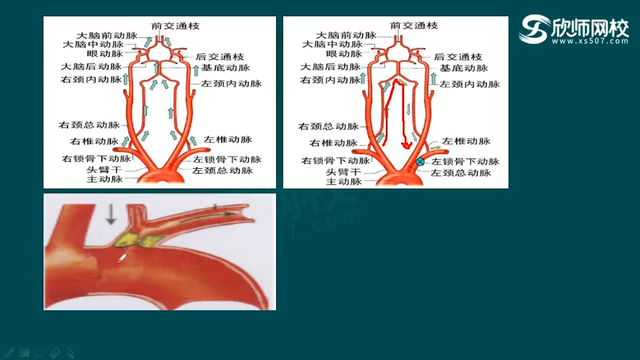 欣师网校
www.xs507.com
前交通枝
大脑前动脉
大脑中动脉
眼动脉
后交通枝
大脑后动脉
基底动脉
右颈内动脉
左颈内动脉
右颈总动脉
右椎动脉
左椎动脉
右锁骨下动脉
左锁骨下动脉
头臂干
左颈总动脉
主动脉
前交通枝
大脑前动脉
大脑中动脉
眼动脉
后交通枝
大脑后动脉
基底动脉
右颈内动脉
左颈内动脉
右颈总动脉
右椎动脉
左椎动脉
右锁骨下动脉
左锁骨下动脉
头臂干
左颈总动脉
主动脉